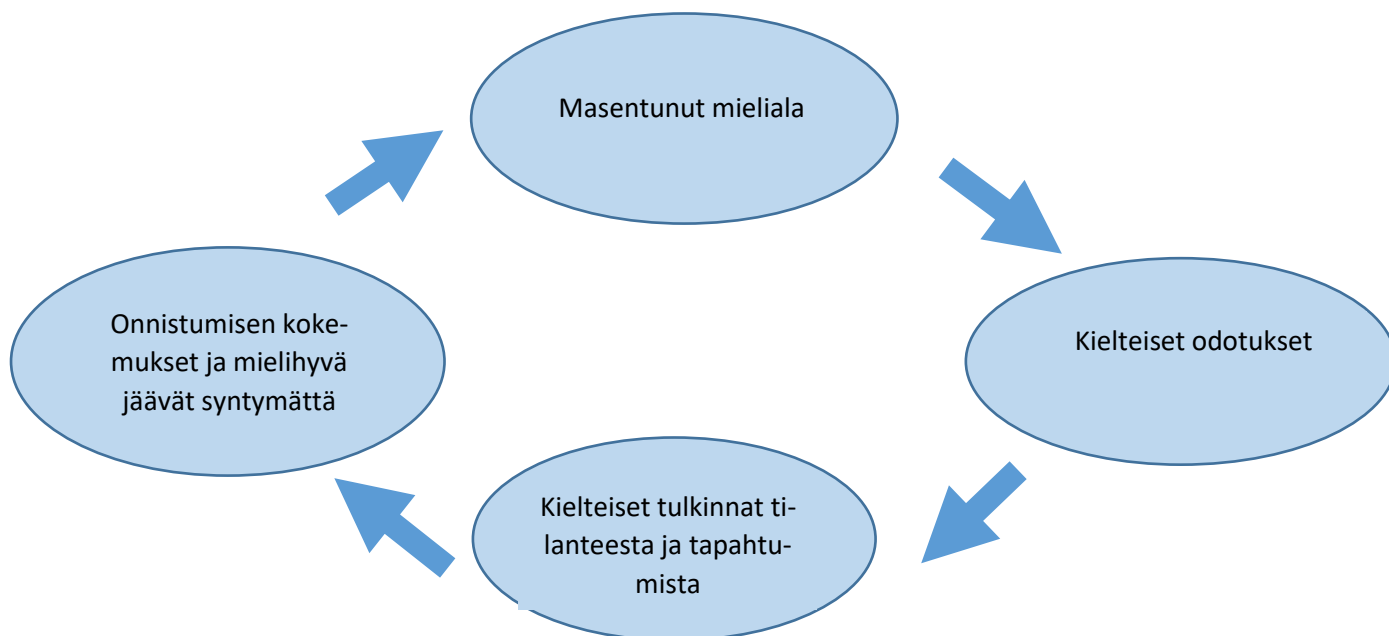 Masentunut mieliala
Kielteiset odotukset
Kielteiset tulkinnat ti-
lanteesta ja tapahtu-
mista
Onnistumisen koke-
mukset ja mielihyvä
jäävät syntymättä